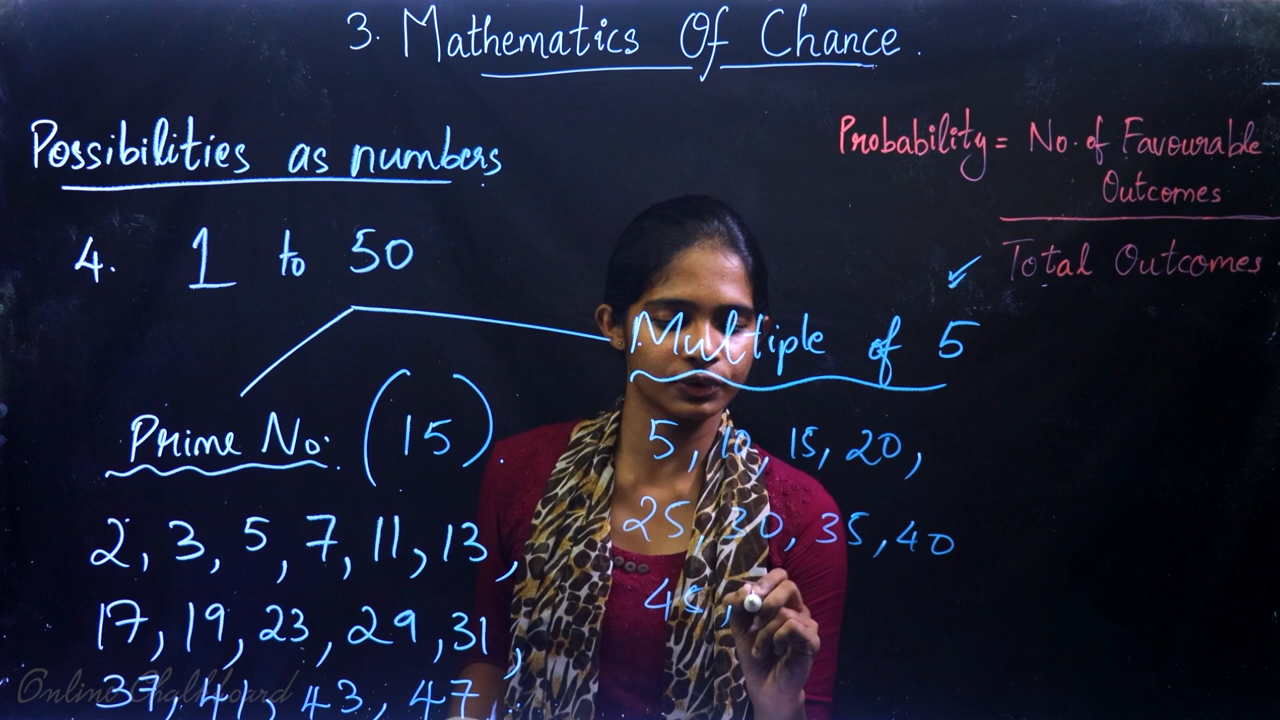 3. Mathematics Of Chance.
Possibilities as numbers
Probability = No. of Favourable
Outcomes
Total Outcomes
4. 1 to 50
Multiple of 5
Prime No: (15).
5, 10, 15, 20,
25, 30, 35, 40
45,
2, 3, 5, 7, 11, 13,
17, 19, 23, 29, 31,
37, 41, 43, 47,
Online Chalkboard